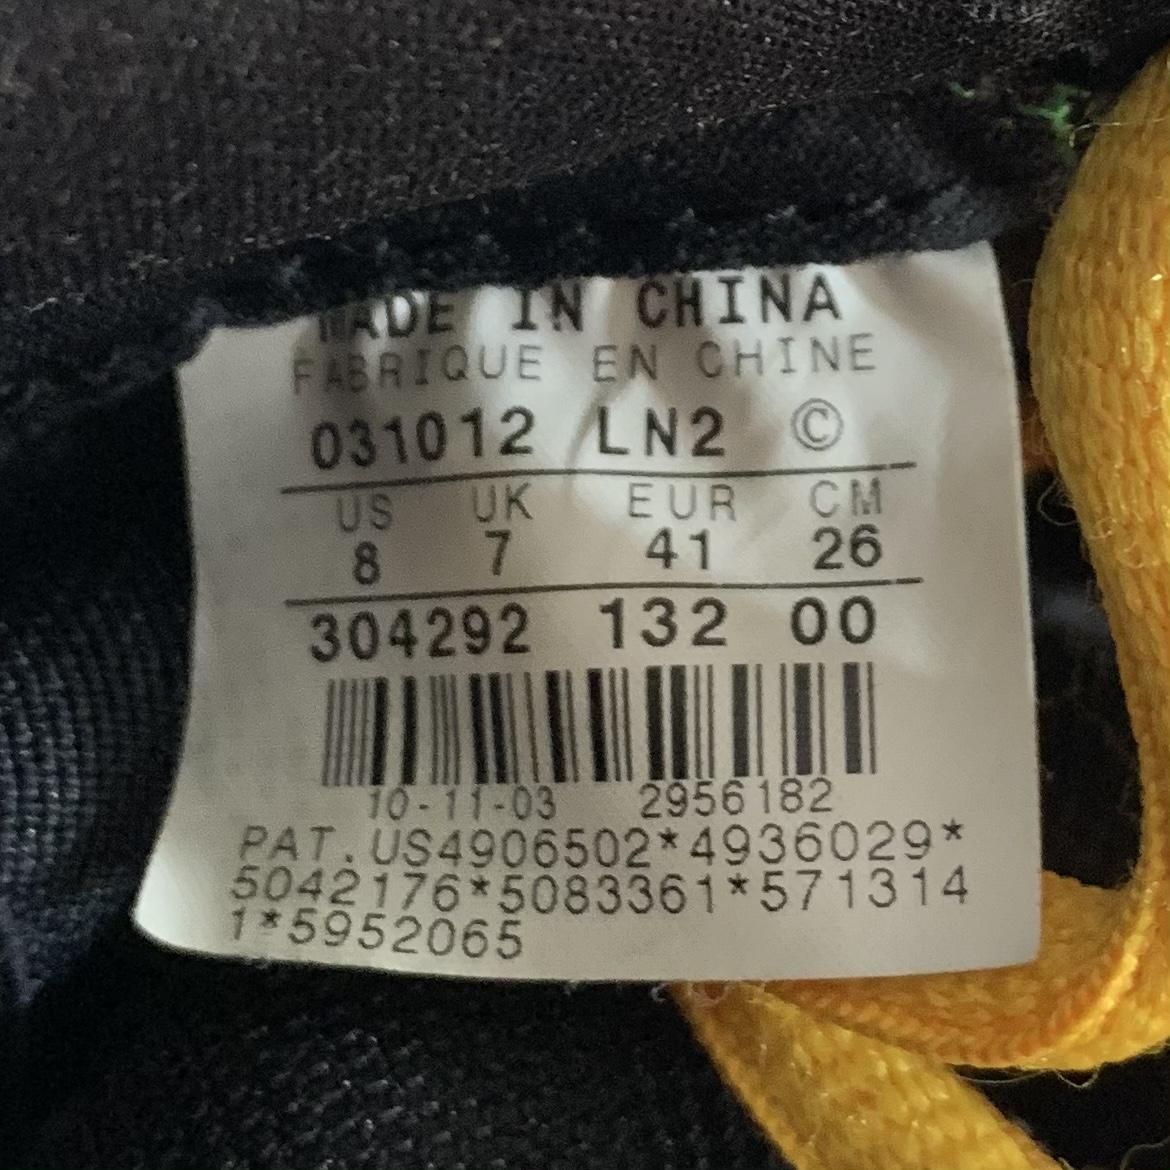 MADE IN CHINA
FABRIQUE EN CHINE
031012 LN2 ©
US UK EUR CM
8 7 41 26
304292 132 00
10-11-03 2956182
PAT.US4906502*4936029*
5042176*5083361*571314
1*5952065